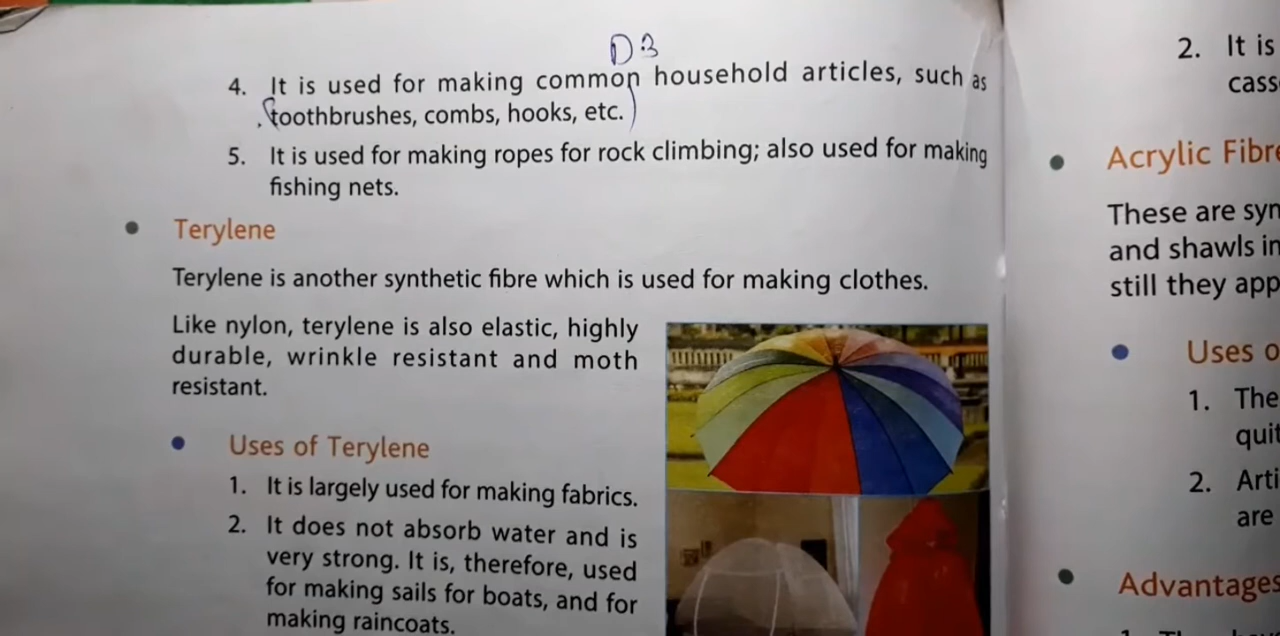 D3
4. It is used for making common household articles, such as
toothbrushes, combs, hooks, etc.
5. It is used for making ropes for rock climbing; also used for making
fishing nets.
• Terylene
Terylene is another synthetic fibre which is used for making clothes.
Like nylon, terylene is also elastic, highly
durable, wrinkle resistant and moth
resistant.
• Uses of Terylene
1. It is largely used for making fabrics.
2. It does not absorb water and is
very strong. It is, therefore, used
for making sails for boats, and for
making raincoats.
2. It is
cass
• Acrylic Fibre
These are syn
and shawls in
still they app
• Uses o
1. The
quit
2. Arti
are
• Advantages